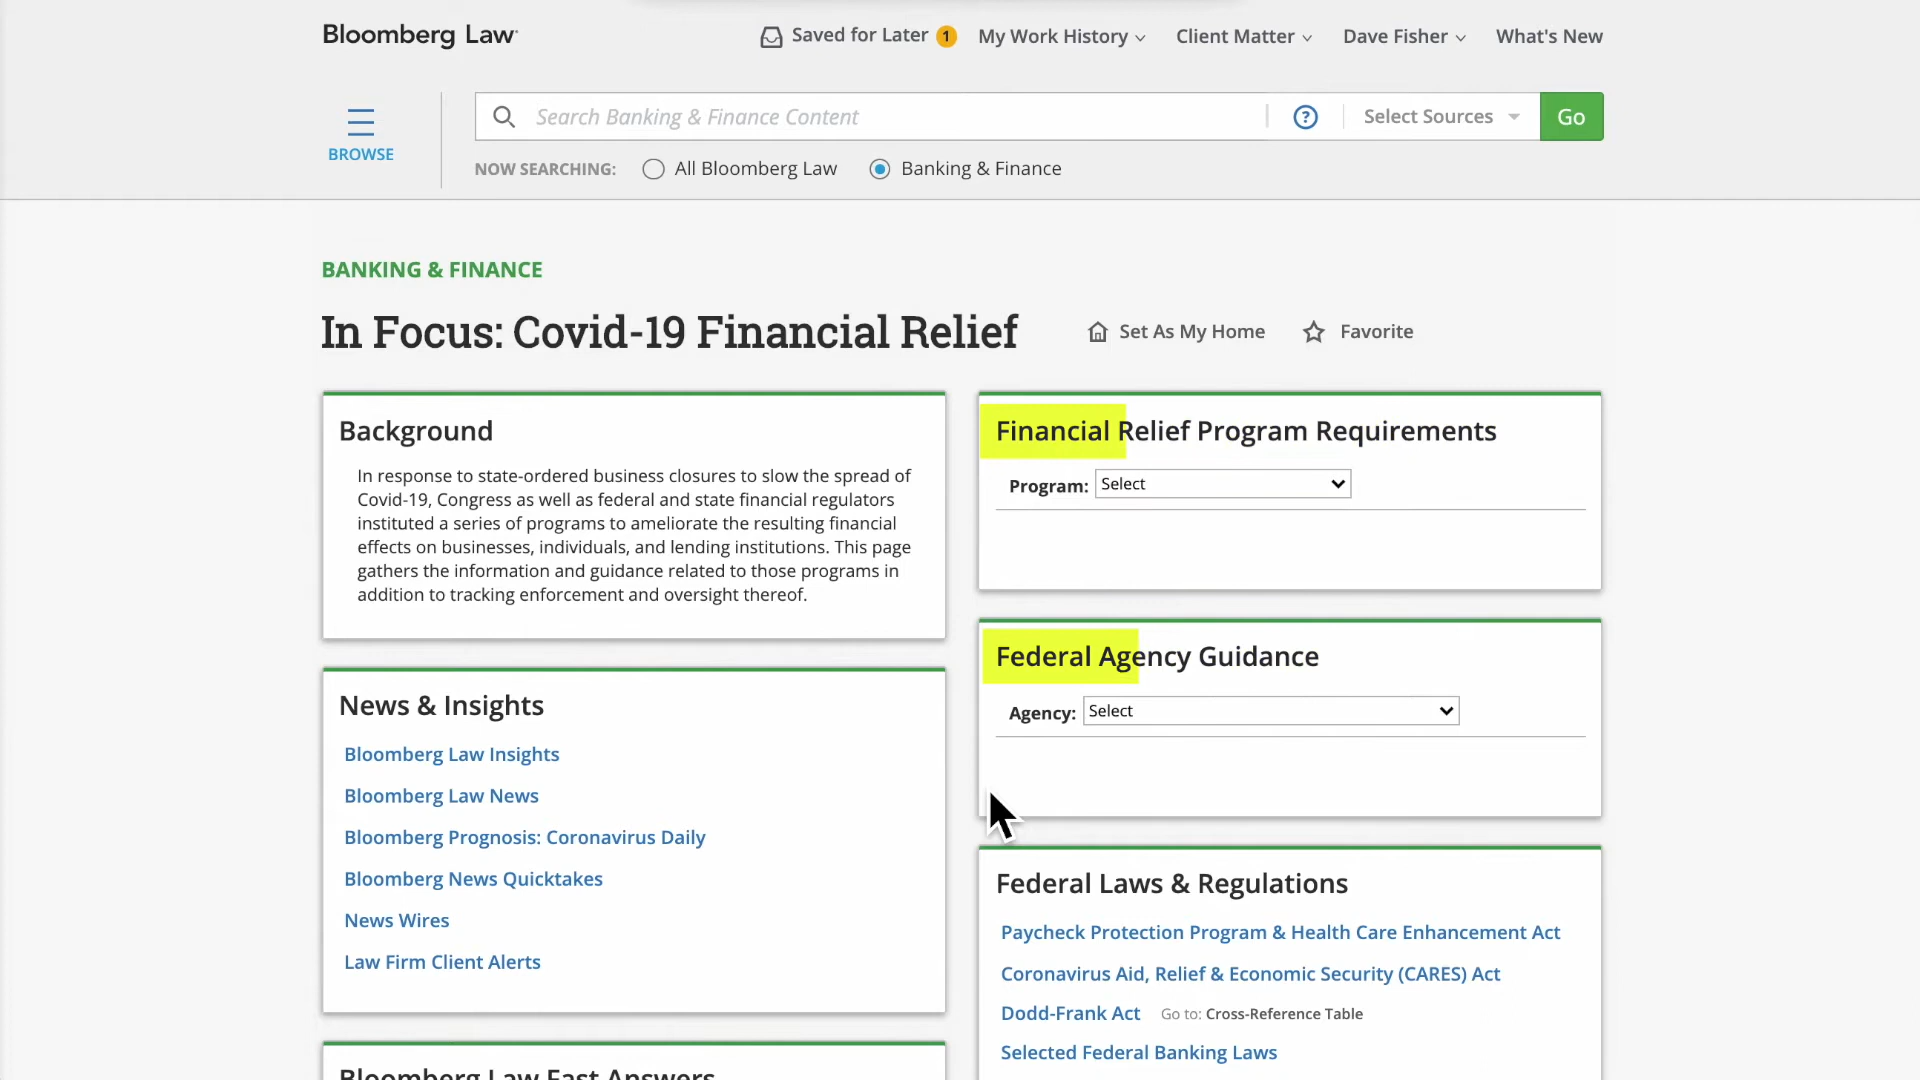 Bloomberg Law
Saved for Later 1 My Work History Client Matter Dave Fisher What's New
BROWSE
Search Banking & Finance Content ? Select Sources Go
NOW SEARCHING: All Bloomberg Law Banking & Finance
BANKING & FINANCE
In Focus: Covid-19 Financial Relief
Set As My Home Favorite
Background
In response to state-ordered business closures to slow the spread of
Covid-19, Congress as well as federal and state financial regulators
instituted a series of programs to ameliorate the resulting financial
effects on businesses, individuals, and lending institutions. This page
gathers the information and guidance related to those programs in
addition to tracking enforcement and oversight thereof.
News & Insights
Bloomberg Law Insights
Bloomberg Law News
Bloomberg Prognosis: Coronavirus Daily
Bloomberg News Quicktakes
News Wires
Law Firm Client Alerts
Bloomberg Law Fast Answers
Financial Relief Program Requirements
Program: Select
Federal Agency Guidance
Agency: Select
Federal Laws & Regulations
Paycheck Protection Program & Health Care Enhancement Act
Coronavirus Aid, Relief & Economic Security (CARES) Act
Dodd-Frank Act Go to: Cross-Reference Table
Selected Federal Banking Laws